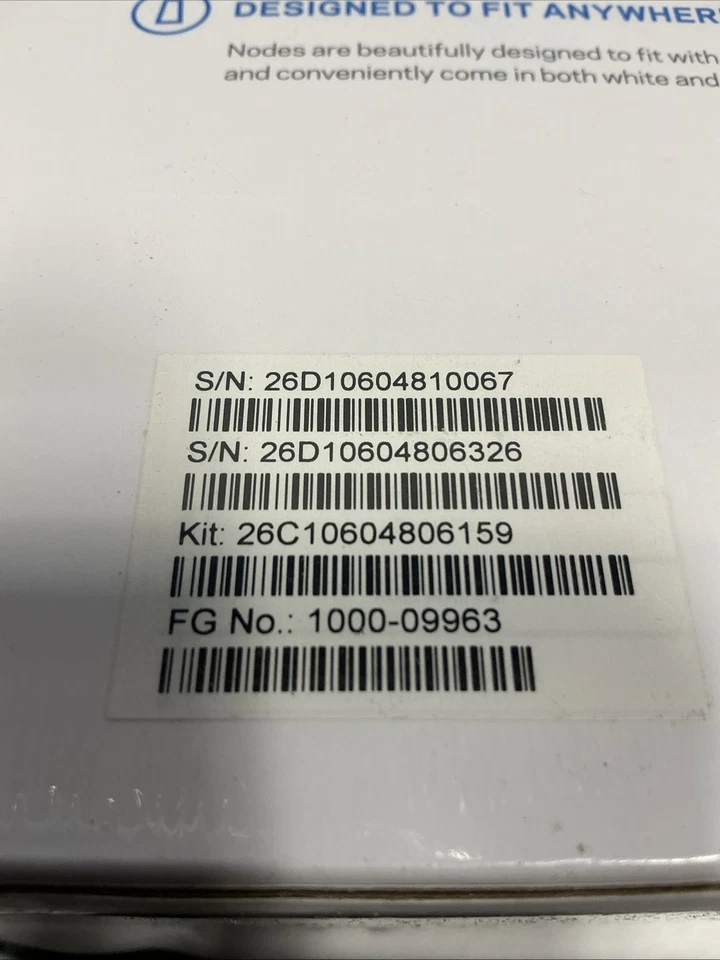 DESIGNED TO FIT ANYWHER
Nodes are beautifully designed to fit with
and conveniently come in both white and
S/N: 26D10604810067
S/N: 26D10604806326
Kit: 26C10604806159
FG No.: 1000-09963